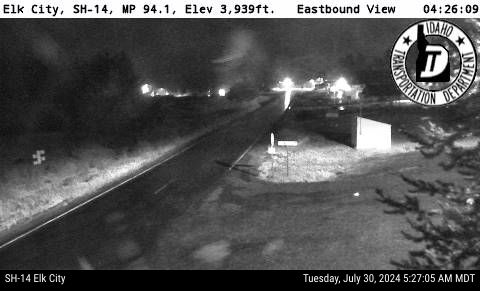 Elk City, SH-14, MP 94.1, Elev 3,939ft. Eastbound View 04:26:09
IDAHO
TRANSPORTATION DEPARTMENT
SH-14 Elk City Tuesday, July 30, 2024 5:27:05 AM MDT